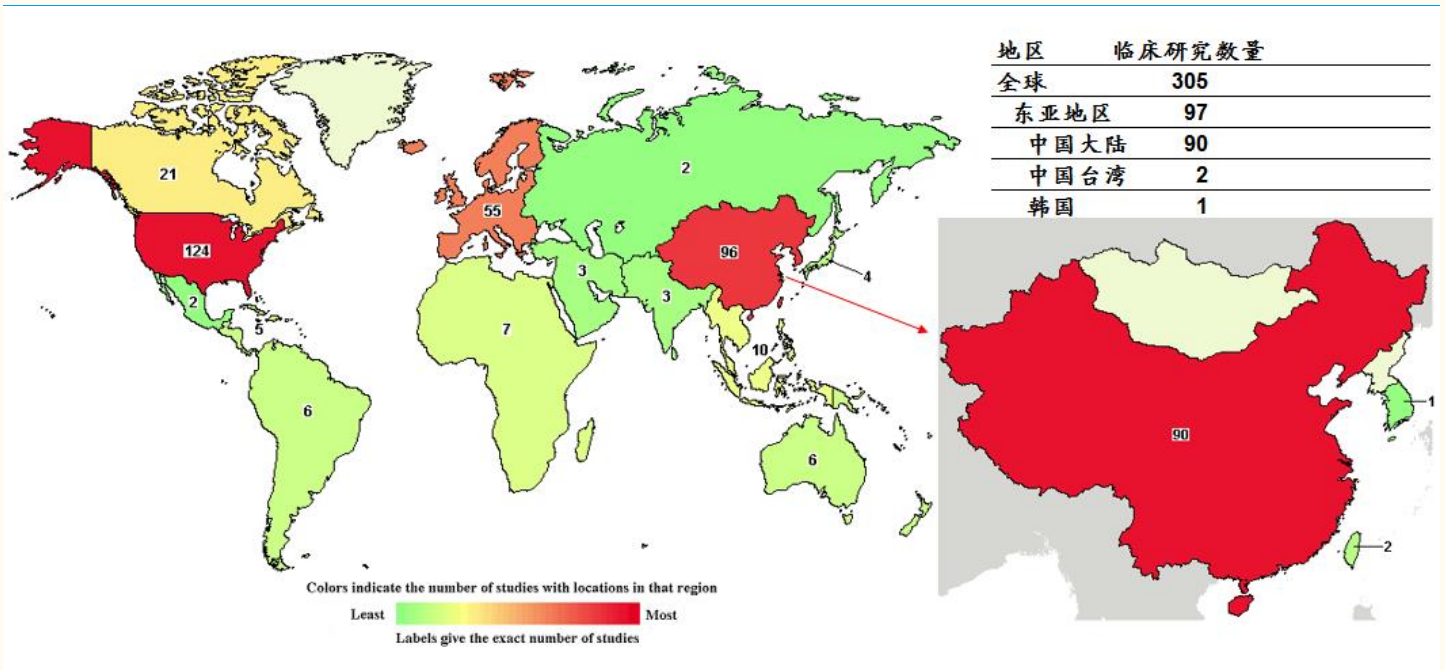 地区 临床研究数量
全球 305
东亚地区 97
中国大陆 90
中国台湾 2
韩国 1
21
2
55
124
96
3
4
2
3
5
7
10
6
6
90
1
2
Colors indicate the number of studies with locations in that region
Least Most
Labels give the exact number of studies